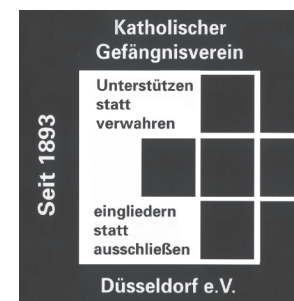 Katholischer
Gefängnisverein
Seit 1893
Unterstützen
statt
verwahren
eingliedern
statt
ausschließen
Düsseldorf e.V.